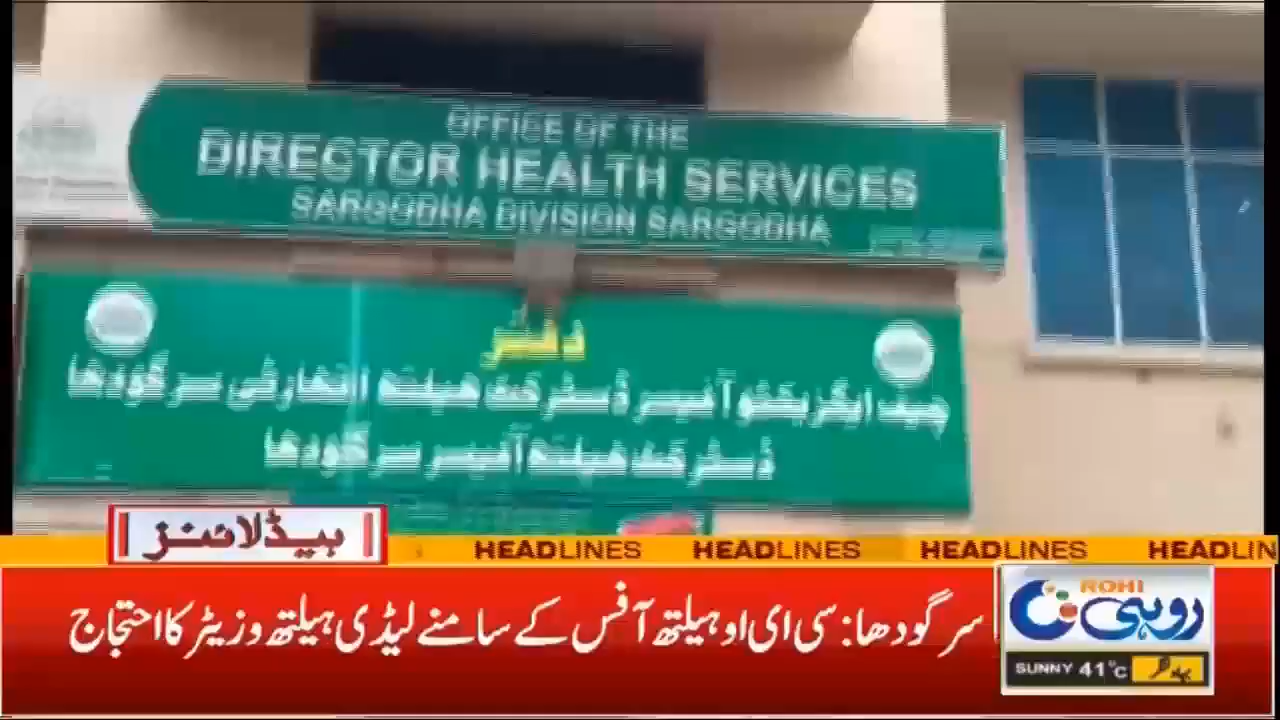 OFFICE OF THE
DIRECTOR HEALTH SERVICES
SARGODHA DIVISION SARGODHA
دفتر
چیف ایگزیکٹو آفیسر ڈسٹرکٹ ہیلتھ اتھارٹی سرگودھا
ڈسٹرکٹ ہیلتھ آفیسر سرگودھا
ہیڈلائنز
HEADLINES HEADLINES HEADLINES HEADLIN
سرگودھا: سی ای او ہیلتھ آفس کے سامنے لیڈی ہیلتھ وزیٹر کا احتجاج
ROHI
روہی
SUNNY 41°C